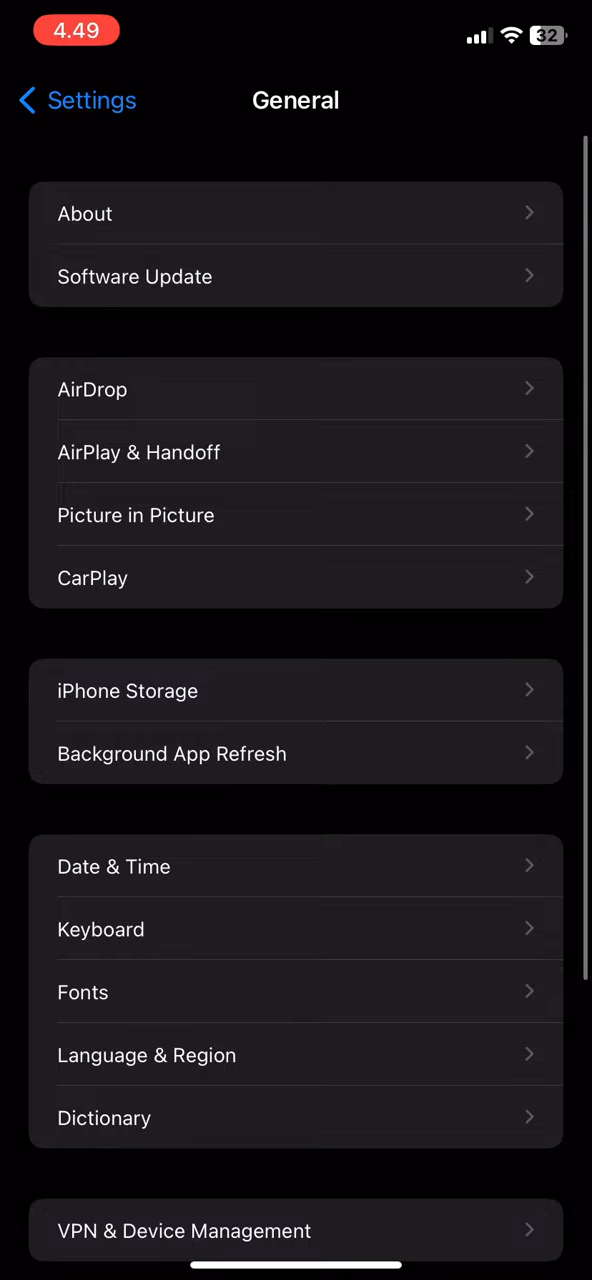 4.49
32
Settings
General
About
Software Update
AirDrop
AirPlay & Handoff
Picture in Picture
CarPlay
iPhone Storage
Background App Refresh
Date & Time
Keyboard
Fonts
Language & Region
Dictionary
VPN & Device Management